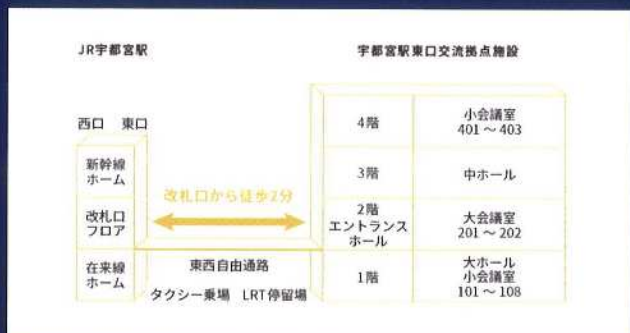 JR宇都宮駅
宇都宮駅東口交流拠点施設
西口 東口
新幹線
ホーム
改札口
フロア
在来線
ホーム
改札口から徒歩2分
東西自由通路
タクシー乗場 LRT停留場
4階
小会議室
401～403
3階
中ホール
2階
エントランス
ホール
大会議室
201～202
1階
大ホール
小会議室
101～108